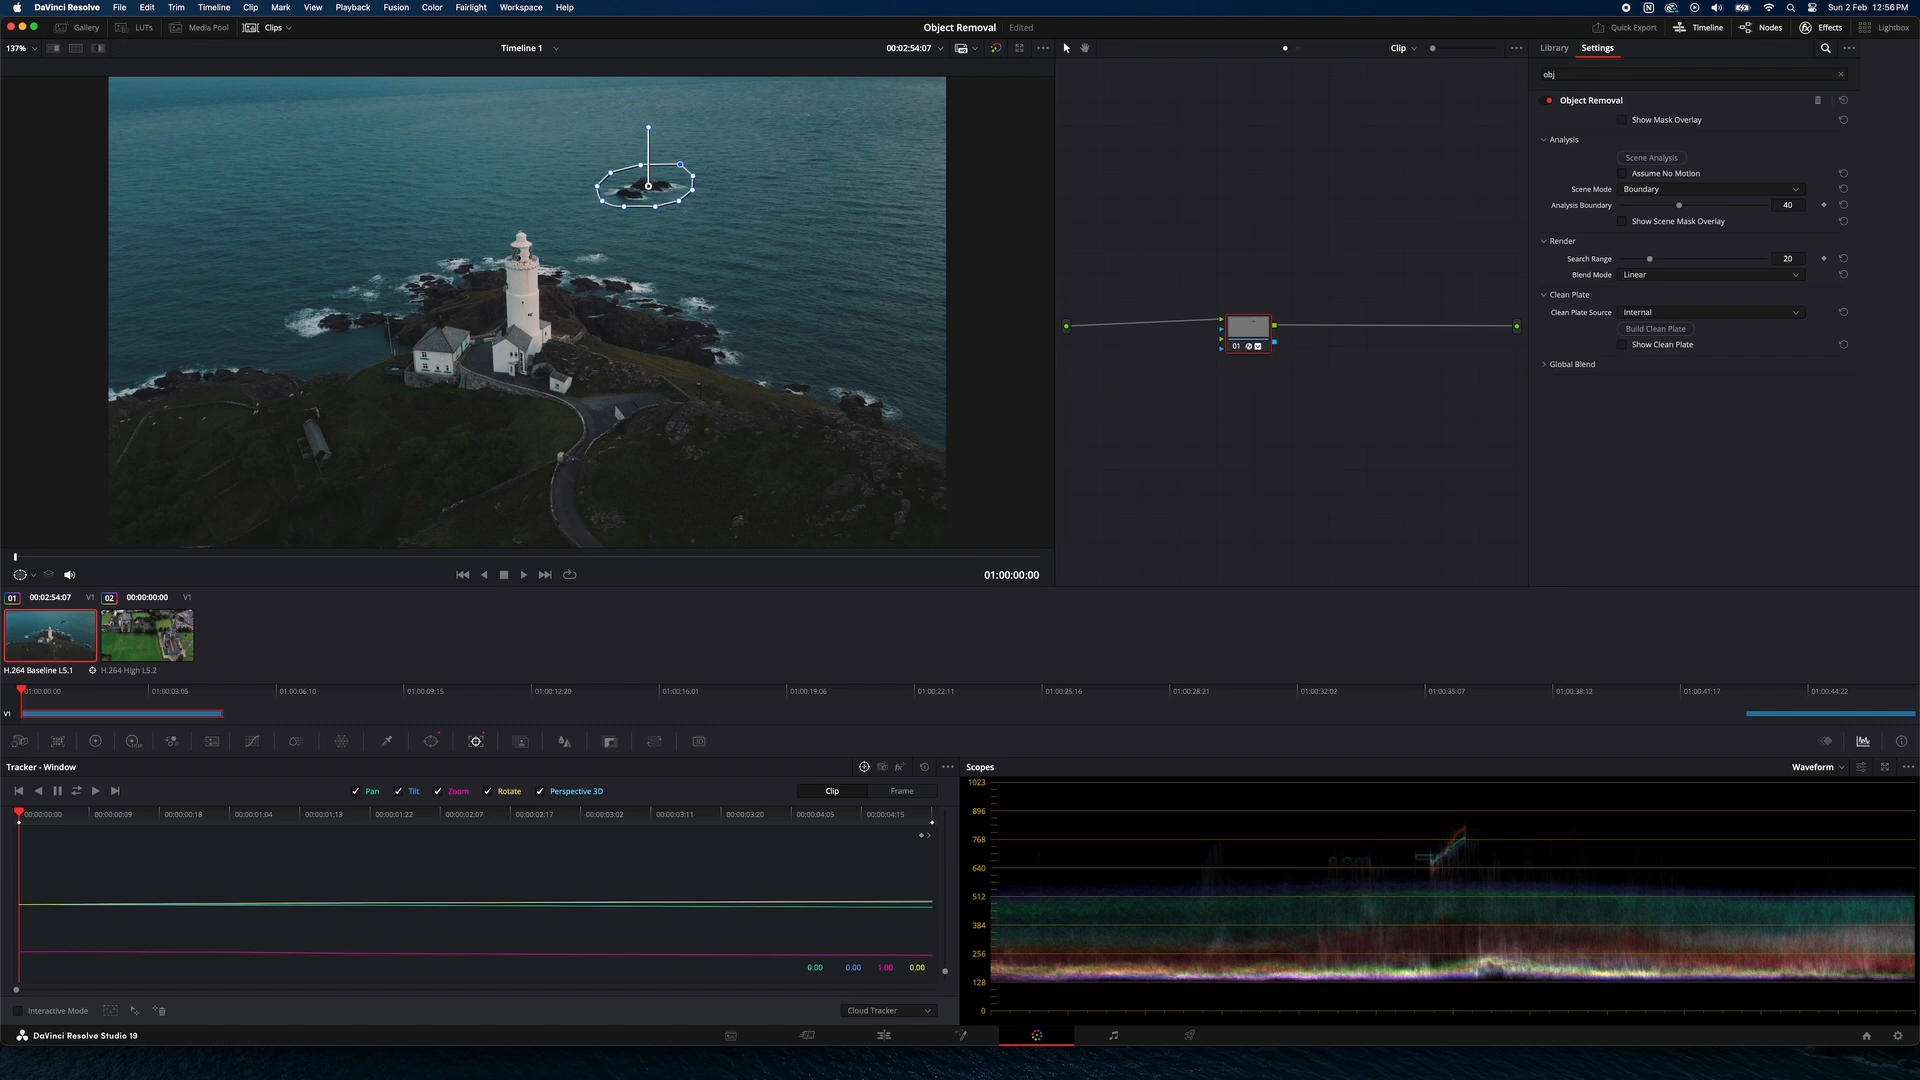 DaVinci Resolve File Edit Trim Timeline Clip Mark View Playback Fusion Color Fairlight Workspace Help Sun 2 Feb 12:56 PM
Gallery LUTs Media Pool Clips Object Removal Edited Quick Export Timeline Nodes Effects Lightbox
137% Timeline 1 00:02:54:07 Clip Library Settings
obj
Object Removal
Show Mask Overlay
Analysis
Scene Analysis
Assume No Motion
Scene Mode Boundary
Analysis Boundary 40
Show Scene Mask Overlay
Render
Search Range 20
Blend Mode Linear
Clean Plate
Clean Plate Source Internal
Build Clean Plate
Show Clean Plate
Global Blend
01
01:00:00:00
01 00:02:54:07 V1 02 00:00:00:00 V1
H.264 Baseline L5.1 H.264 High L5.2
01:00:00:00 01:00:03:05 01:00:06:10 01:00:09:15 01:00:12:20 01:00:16:01 01:00:19:06 01:00:22:11 01:00:25:16 01:00:28:21 01:00:32:02 01:00:35:07 01:00:38:12 01:00:41:17 01:00:44:22
V1
Tracker - Window Scopes Waveform
Pan Tilt Zoom Rotate Perspective 3D Clip Frame
00:00:00:00 00:00:00:09 00:00:00:18 00:00:01:04 00:00:01:13 00:00:01:22 00:00:02:07 00:00:02:17 00:00:03:02 00:00:03:11 00:00:03:20 00:00:04:05 00:00:04:15
0.00 0.00 1.00 0.00
Interactive Mode Cloud Tracker
1023
896
768
640
512
384
256
128
0
DaVinci Resolve Studio 19